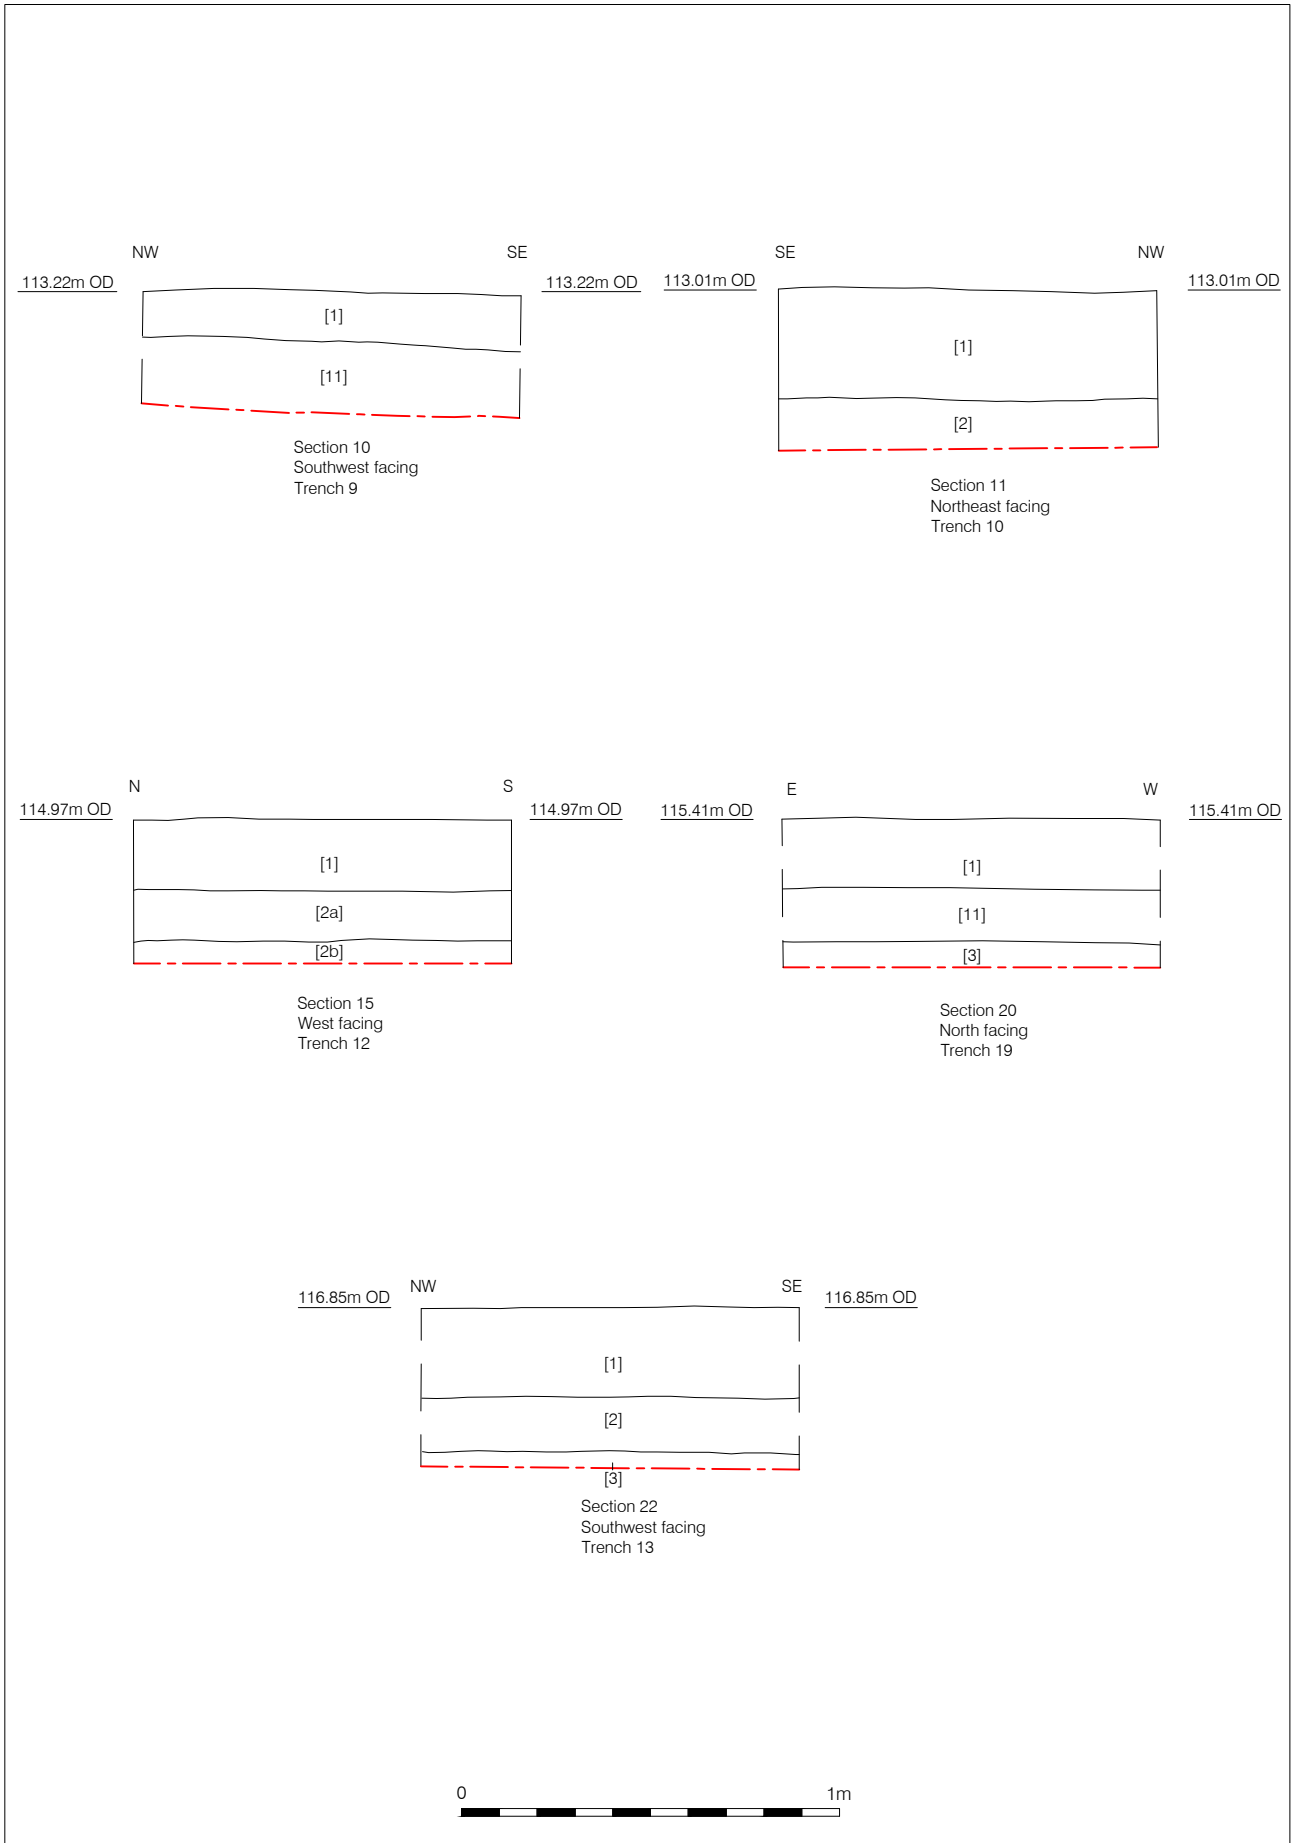 NW SE
113.22m OD 113.22m OD
[1]
[11]
Section 10
Southwest facing
Trench 9
SE NW
113.01m OD 113.01m OD
[1]
[2]
Section 11
Northeast facing
Trench 10
N S
114.97m OD 114.97m OD
[1]
[2a]
[2b]
Section 15
West facing
Trench 12
E W
115.41m OD 115.41m OD
[1]
[11]
[3]
Section 20
North facing
Trench 19
NW SE
116.85m OD 116.85m OD
[1]
[2]
[3]
Section 22
Southwest facing
Trench 13
0 1m